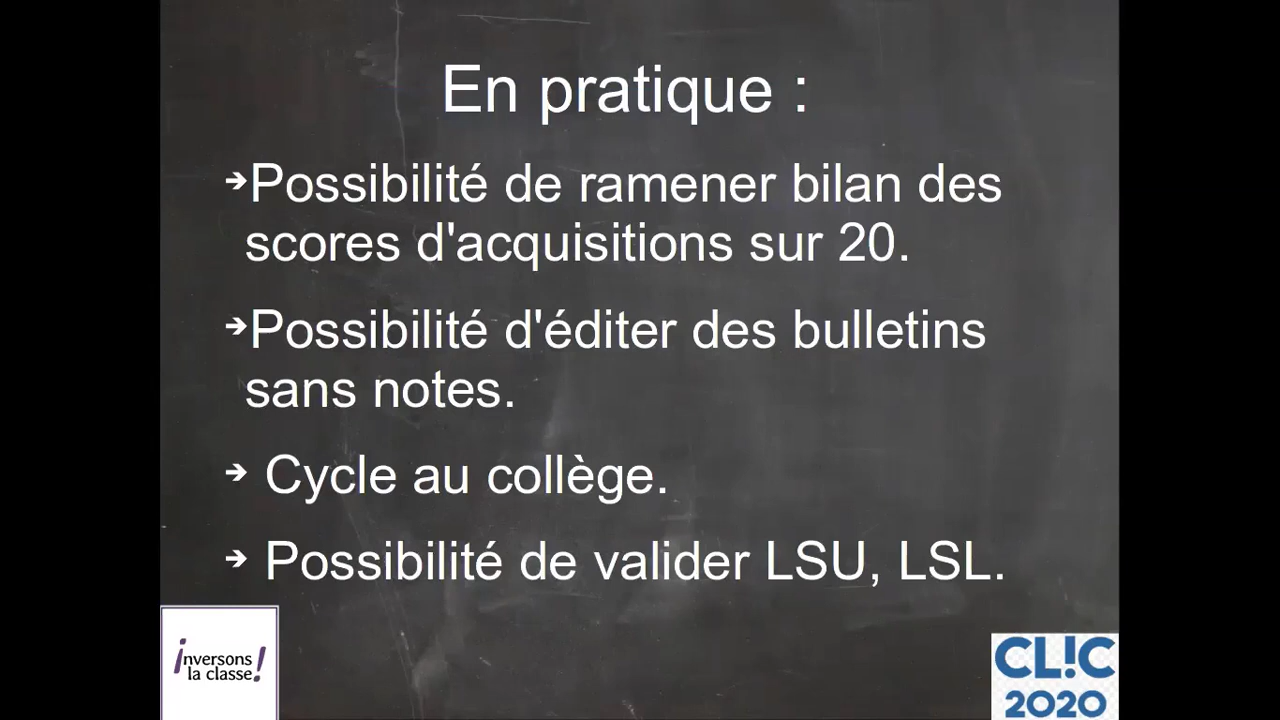 En pratique :
➔Possibilité de ramener bilan des
scores d'acquisitions sur 20.
➔Possibilité d'éditer des bulletins
sans notes.
➔ Cycle au collège.
➔ Possibilité de valider LSU, LSL.
¡nversons
la classe!
CL!C
2020